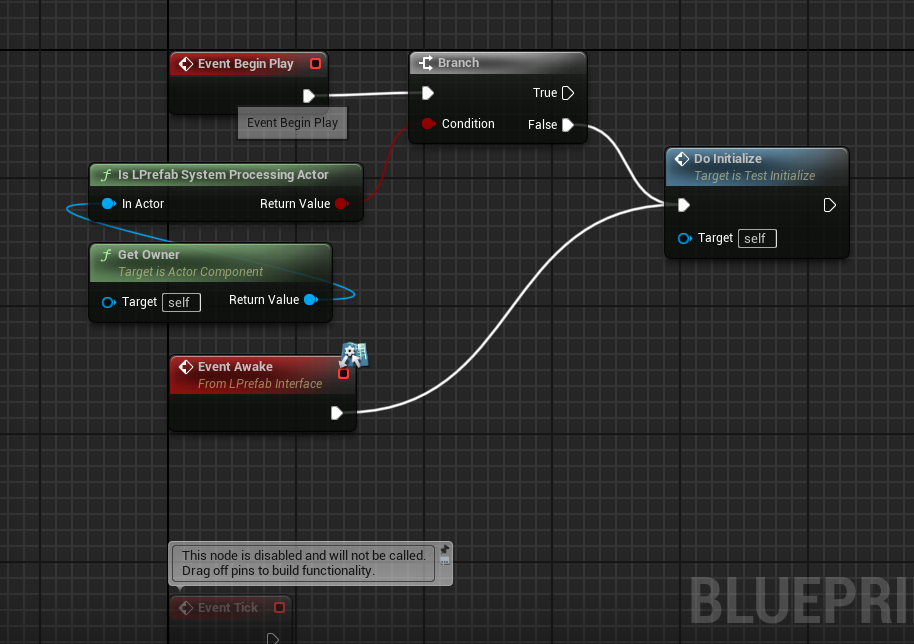 Event Begin Play
Event Begin Play
Branch
True
Condition
False
Is LPrefab System Processing Actor
In Actor
Return Value
Get Owner
Target is Actor Component
Target self
Return Value
Do Initialize
Target is Test Initialize
Target self
Event Awake
From LPrefab Interface
This node is disabled and will not be called.
Drag off pins to build functionality.
Event Tick
BLUEPRI